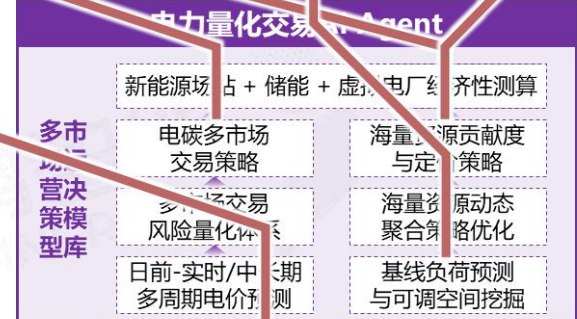 电力量化交易AI Agent
新能源场站 + 储能 + 虚拟电厂经济性测算
多市
场运
营决
策模
型库
电碳多市场
交易策略
海量资源贡献度
与定价策略
多市场交易
风险量化体系
海量资源动态
聚合策略优化
日前-实时/中长期
多周期电价预测
基线负荷预测
与可调空间挖掘